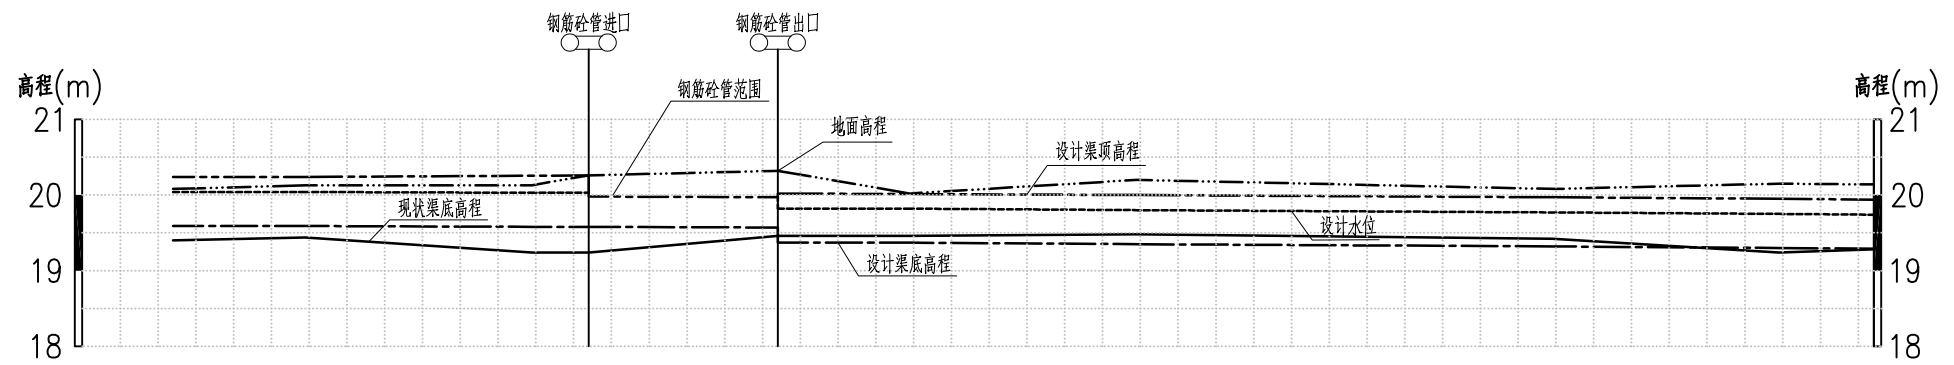 钢筋砼管进口
钢筋砼管出口
高程(m)
钢筋砼管范围
高程(m)
21
地面高程
21
设计渠顶高程
20
现状渠底高程
设计水位
20
设计渠底高程
19
19
18
18